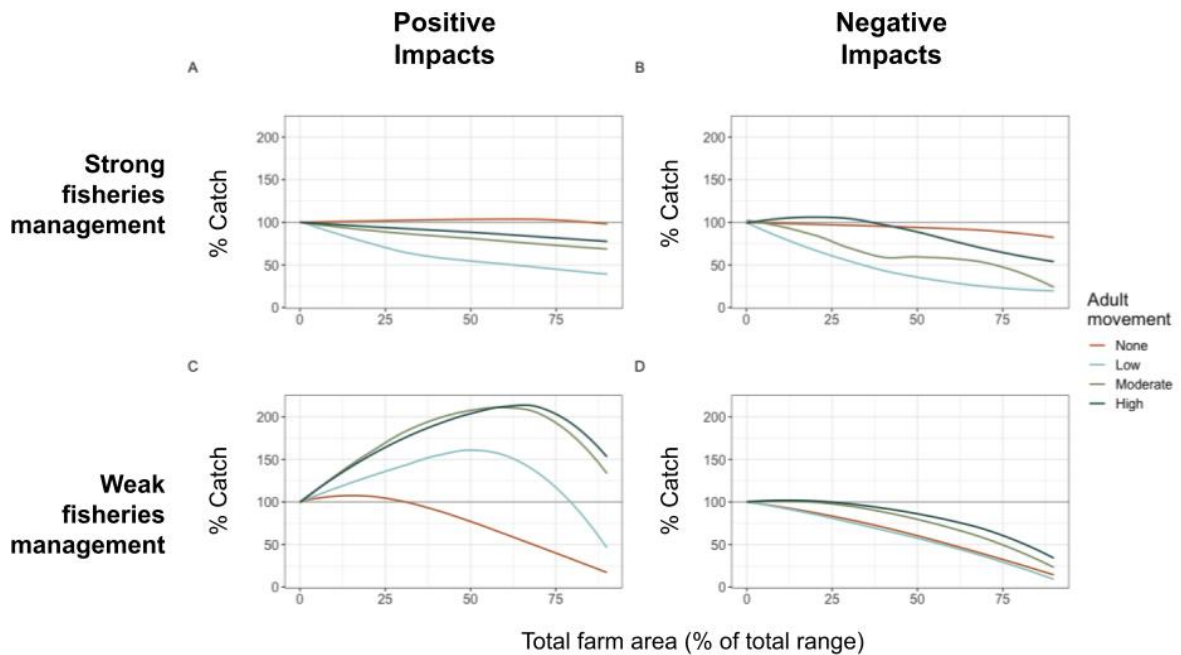 Positive
Impacts
Negative
Impacts
Strong
fisheries
management
A
% Catch
200
150
100
50
0
0 25 50 75
B
% Catch
200
150
100
50
0
0 25 50 75
Weak
fisheries
management
C
% Catch
200
150
100
50
0
0 25 50 75
D
% Catch
200
150
100
50
0
0 25 50 75
Adult
movement
None
Low
Moderate
High
Total farm area (% of total range)